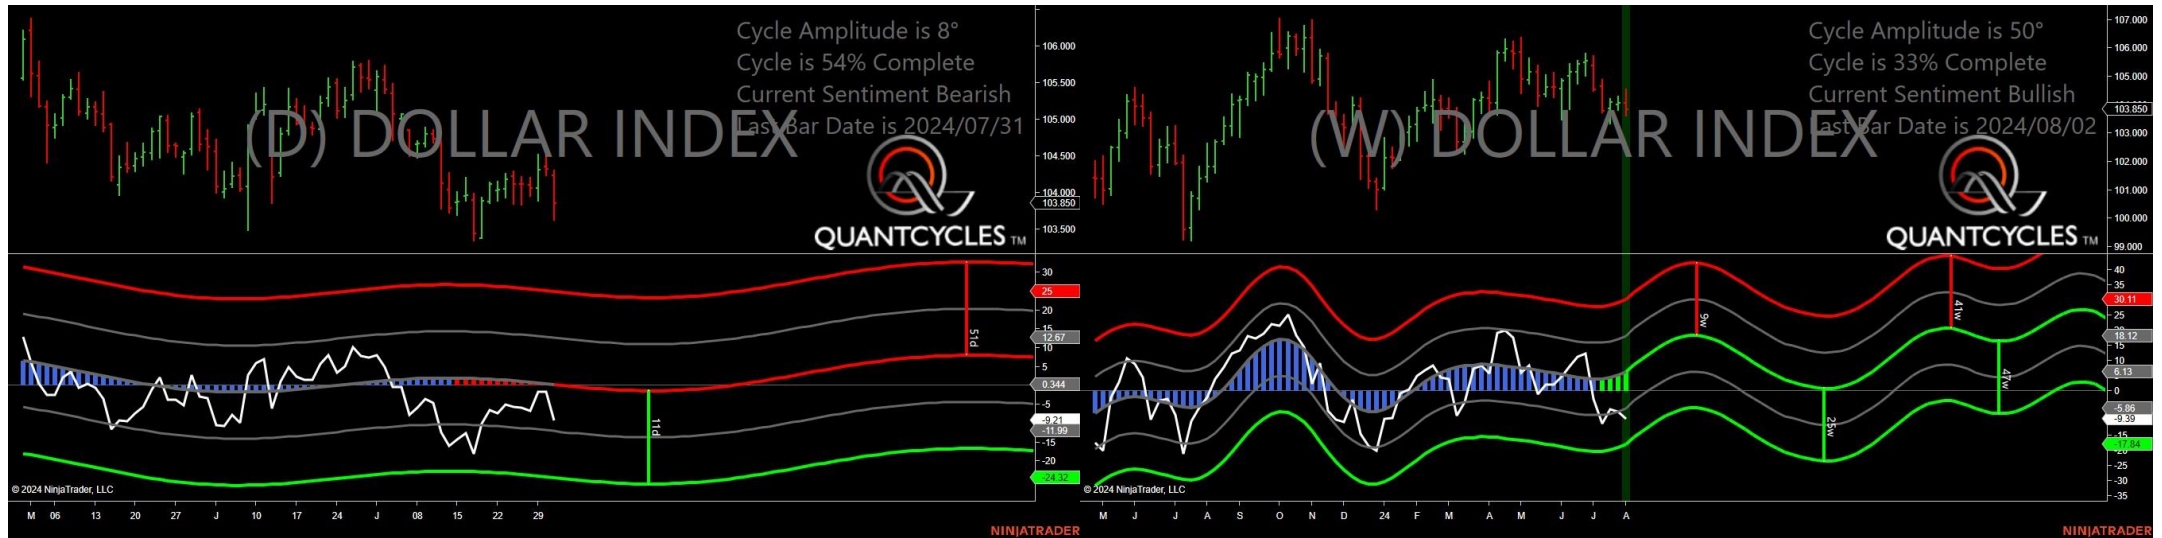 Cycle Amplitude is 8°
Cycle is 54% Complete
Current Sentiment Bearish
Last Bar Date is 2024/07/31
(D) DOLLAR INDEX
QUANTCYCLES TM
106.000
105.500
105.000
104.500
104.000
103.850
103.500
30
25
20
15
12.67
10
5
0.344
-5
-9.21
-11.99
-15
-20
-24.32
51d
11d
© 2024 NinjaTrader, LLC
M 06 13 20 27 J 10 17 24 J 08 15 22 29
NINJATRADER
Cycle Amplitude is 50°
Cycle is 33% Complete
Current Sentiment Bullish
Last Bar Date is 2024/08/02
(W) DOLLAR INDEX
QUANTCYCLES TM
107.000
106.000
105.000
103.850
103.000
102.000
101.000
100.000
99.000
40
35
30.11
25
18.12
15
10
6.13
0
-5.86
-9.39
-15
-17.84
-25
-30
-35
9w
41w
25w
47w
© 2024 NinjaTrader, LLC
M J J A S O N D 24 F M A M J J A
NINJATRADER